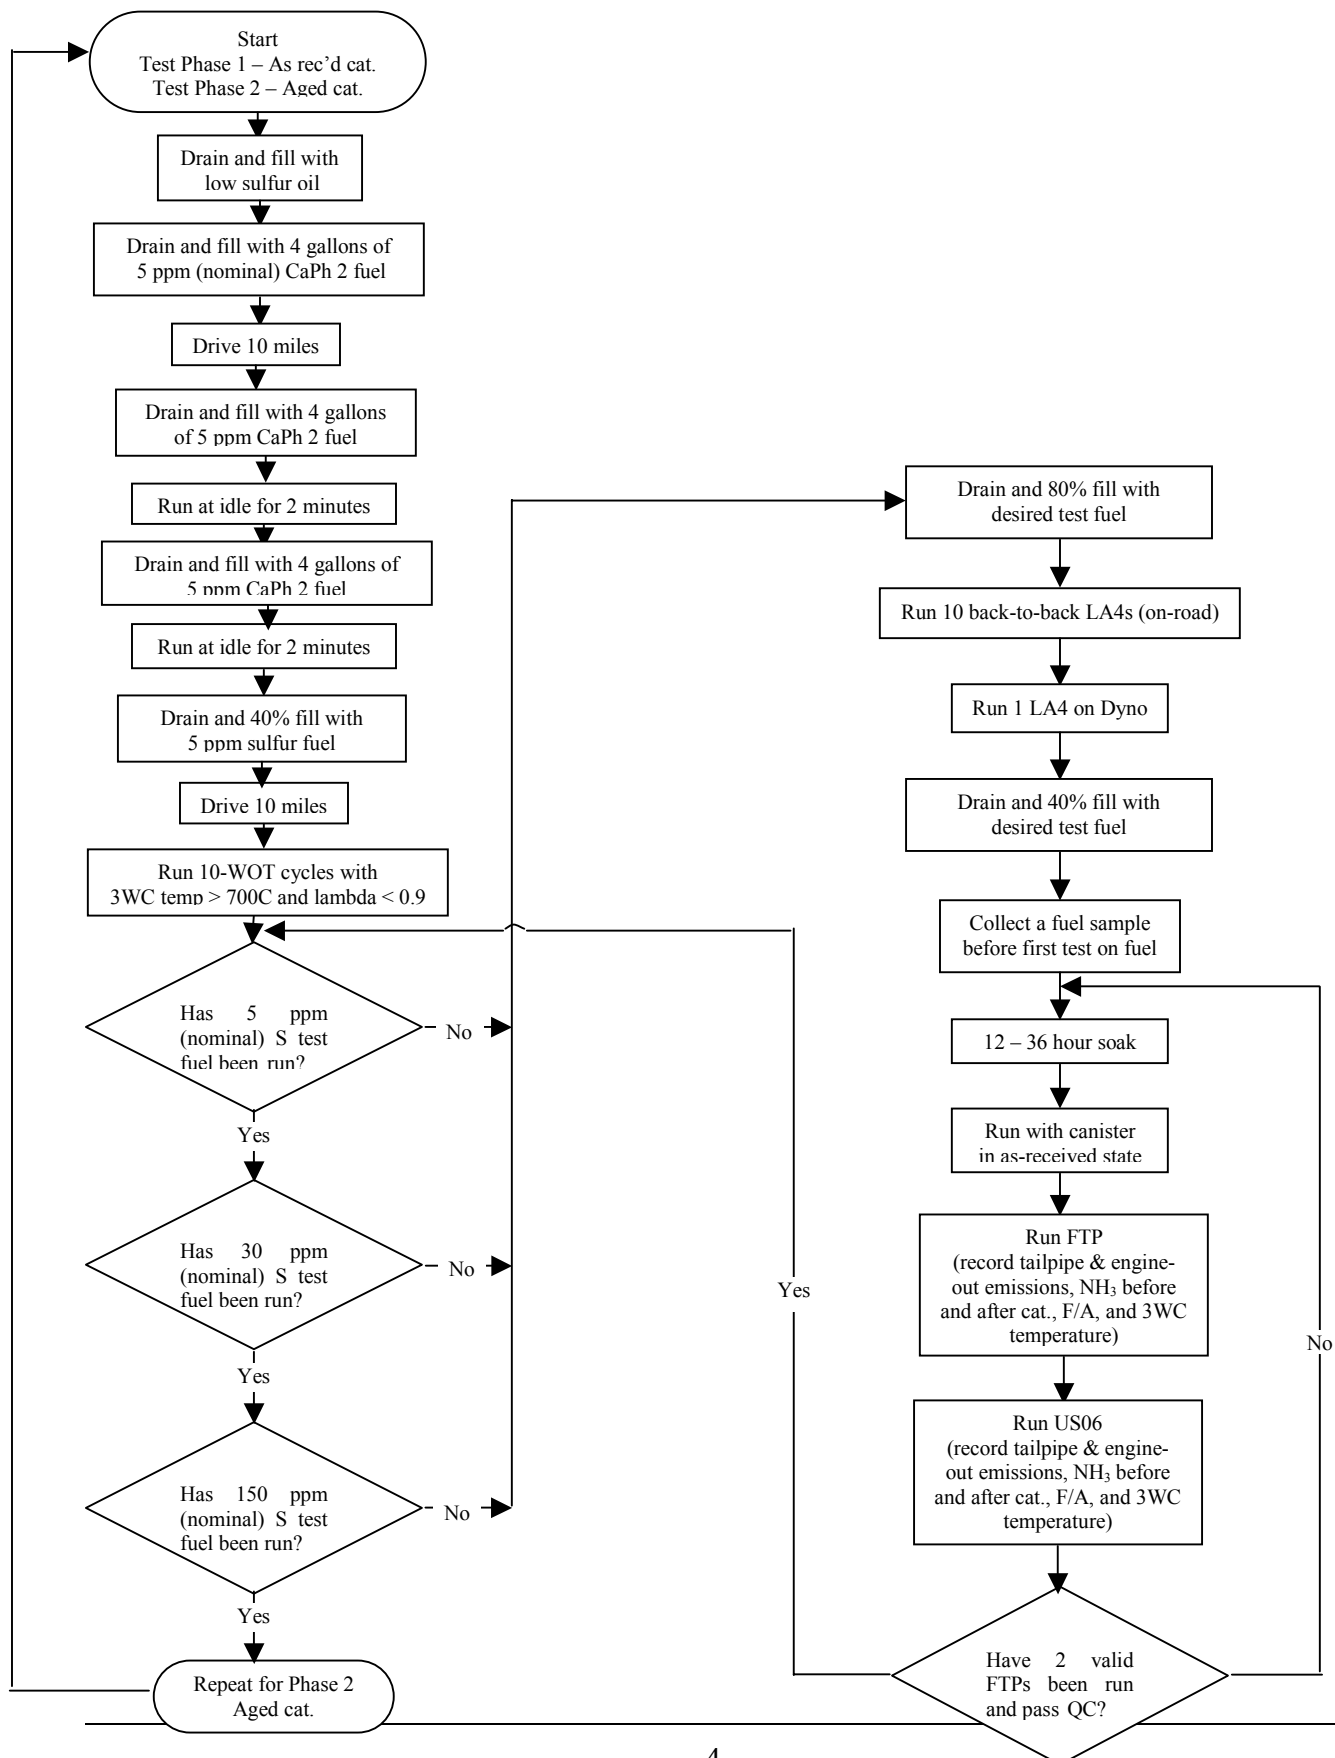 Start
Test Phase 1 – As rec’d cat.
Test Phase 2 – Aged cat.
Drain and fill with
low sulfur oil
Drain and fill with 4 gallons of
5 ppm (nominal) CaPh 2 fuel
Drive 10 miles
Drain and fill with 4 gallons
of 5 ppm CaPh 2 fuel
Run at idle for 2 minutes
Drain and fill with 4 gallons of
5 ppm CaPh 2 fuel
Run at idle for 2 minutes
Drain and 40% fill with
5 ppm sulfur fuel
Drive 10 miles
Run 10-WOT cycles with
3WC temp > 700C and lambda < 0.9
Has 5 ppm
(nominal) S test
fuel been run?
No
Yes
Has 30 ppm
(nominal) S test
fuel been run?
No
Yes
Has 150 ppm
(nominal) S test
fuel been run?
No
Yes
Repeat for Phase 2
Aged cat.
Drain and 80% fill with
desired test fuel
Run 10 back-to-back LA4s (on-road)
Run 1 LA4 on Dyno
Drain and 40% fill with
desired test fuel
Collect a fuel sample
before first test on fuel
12 – 36 hour soak
Run with canister
in as-received state
Run FTP
(record tailpipe & engine-
out emissions, NH₃ before
and after cat., F/A, and 3WC
temperature)
Run US06
(record tailpipe & engine-
out emissions, NH₃ before
and after cat., F/A, and 3WC
temperature)
Have 2 valid
FTPs been run
and pass QC?
Yes
No
4